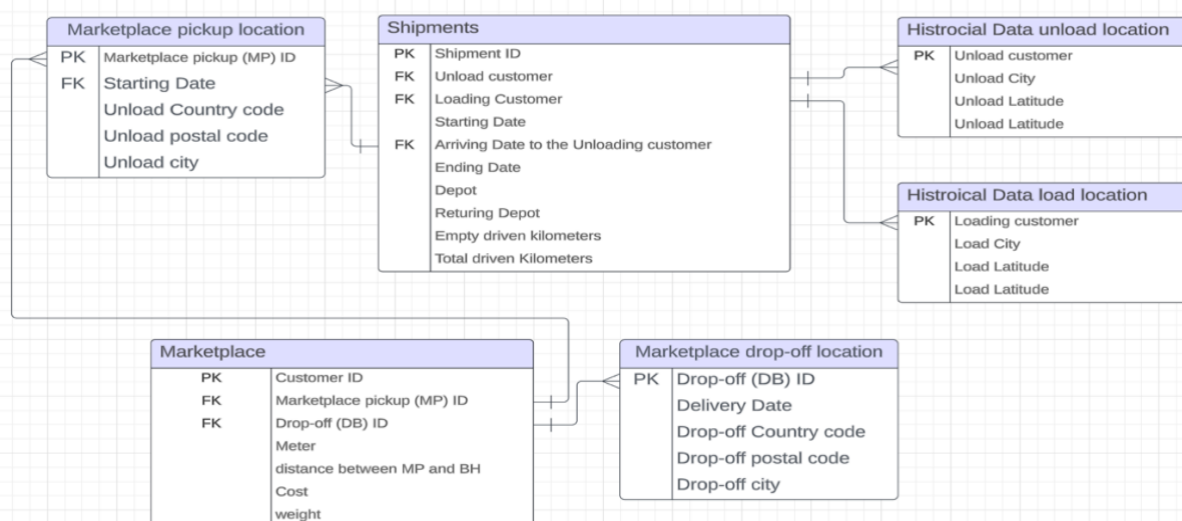 Marketplace pickup location
PK Marketplace pickup (MP) ID
FK Starting Date
Unload Country code
Unload postal code
Unload city
Shipments
PK Shipment ID
FK Unload customer
FK Loading Customer
Starting Date
FK Arriving Date to the Unloading customer
Ending Date
Depot
Returing Depot
Empty driven kilometers
Total driven Kilometers
Histrocial Data unload location
PK Unload customer
Unload City
Unload Latitude
Unload Latitude
Histroical Data load location
PK Loading customer
Load City
Load Latitude
Load Latitude
Marketplace
PK Customer ID
FK Marketplace pickup (MP) ID
FK Drop-off (DB) ID
Meter
distance between MP and BH
Cost
weight
Marketplace drop-off location
PK Drop-off (DB) ID
Delivery Date
Drop-off Country code
Drop-off postal code
Drop-off city